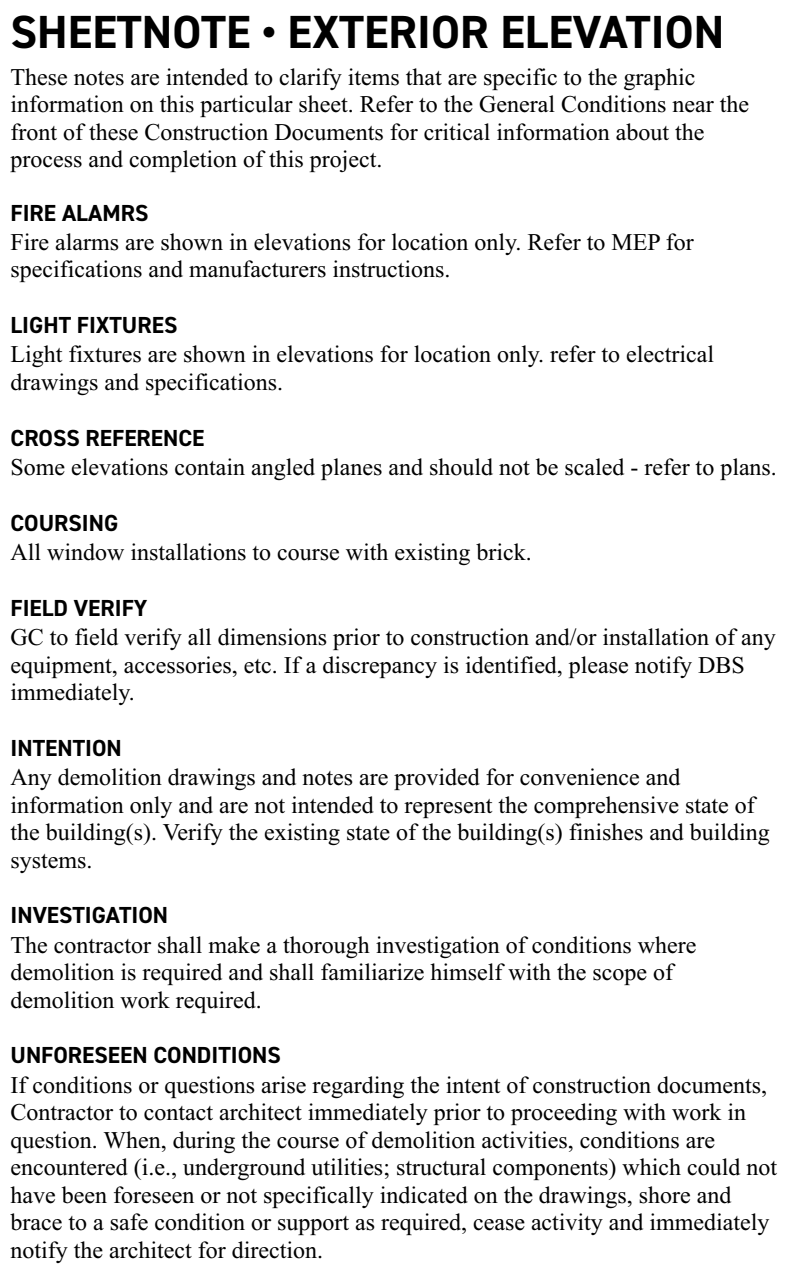 SHEETNOTE • EXTERIOR ELEVATION
These notes are intended to clarify items that are specific to the graphic
information on this particular sheet. Refer to the General Conditions near the
front of these Construction Documents for critical information about the
process and completion of this project.
FIRE ALAMRS
Fire alarms are shown in elevations for location only. Refer to MEP for
specifications and manufacturers instructions.
LIGHT FIXTURES
Light fixtures are shown in elevations for location only. refer to electrical
drawings and specifications.
CROSS REFERENCE
Some elevations contain angled planes and should not be scaled - refer to plans.
COURSING
All window installations to course with existing brick.
FIELD VERIFY
GC to field verify all dimensions prior to construction and/or installation of any
equipment, accessories, etc. If a discrepancy is identified, please notify DBS
immediately.
INTENTION
Any demolition drawings and notes are provided for convenience and
information only and are not intended to represent the comprehensive state of
the building(s). Verify the existing state of the building(s) finishes and building
systems.
INVESTIGATION
The contractor shall make a thorough investigation of conditions where
demolition is required and shall familiarize himself with the scope of
demolition work required.
UNFORESEEN CONDITIONS
If conditions or questions arise regarding the intent of construction documents,
Contractor to contact architect immediately prior to proceeding with work in
question. When, during the course of demolition activities, conditions are
encountered (i.e., underground utilities; structural components) which could not
have been foreseen or not specifically indicated on the drawings, shore and
brace to a safe condition or support as required, cease activity and immediately
notify the architect for direction.